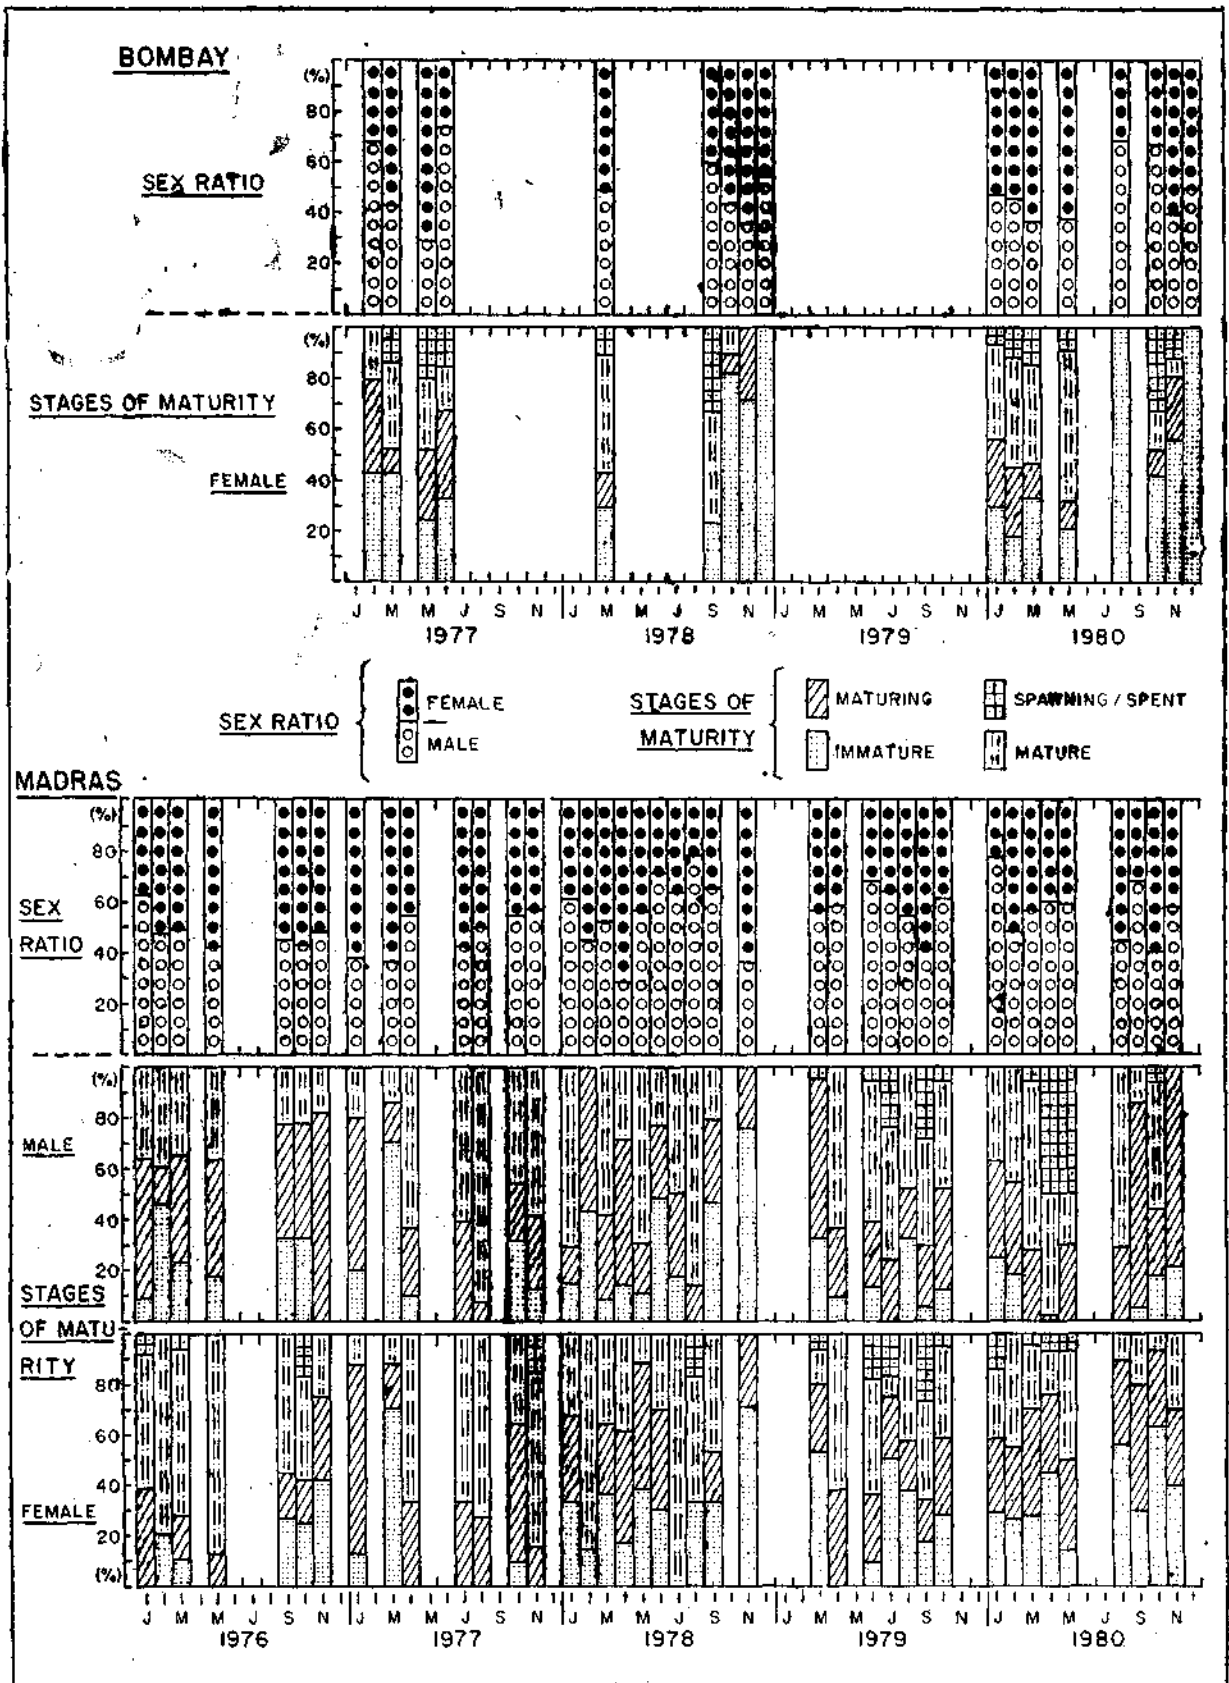 BOMBAY
(%)
80
60
SEX RATIO
40
20
(%)
80
STAGES OF MATURITY
60
FEMALE 40
20
J M M J S N J M M J S N J M M J S N J M M J S N
1977 1978 1979 1980
SEX RATIO
FEMALE
MALE
STAGES OF
MATURITY
MATURING
SPAWNING / SPENT
IMMATURE
MATURE
MADRAS
(%)
80
SEX 60
RATIO 40
20
(%)
80
MALE
60
40
20
STAGES
OF MATU
RITY
80
60
40
FEMALE
20
(%)
J M M J S N J M M J S N J M M J S N J M M J S N J M M J S N
1976 1977 1978 1979 1980